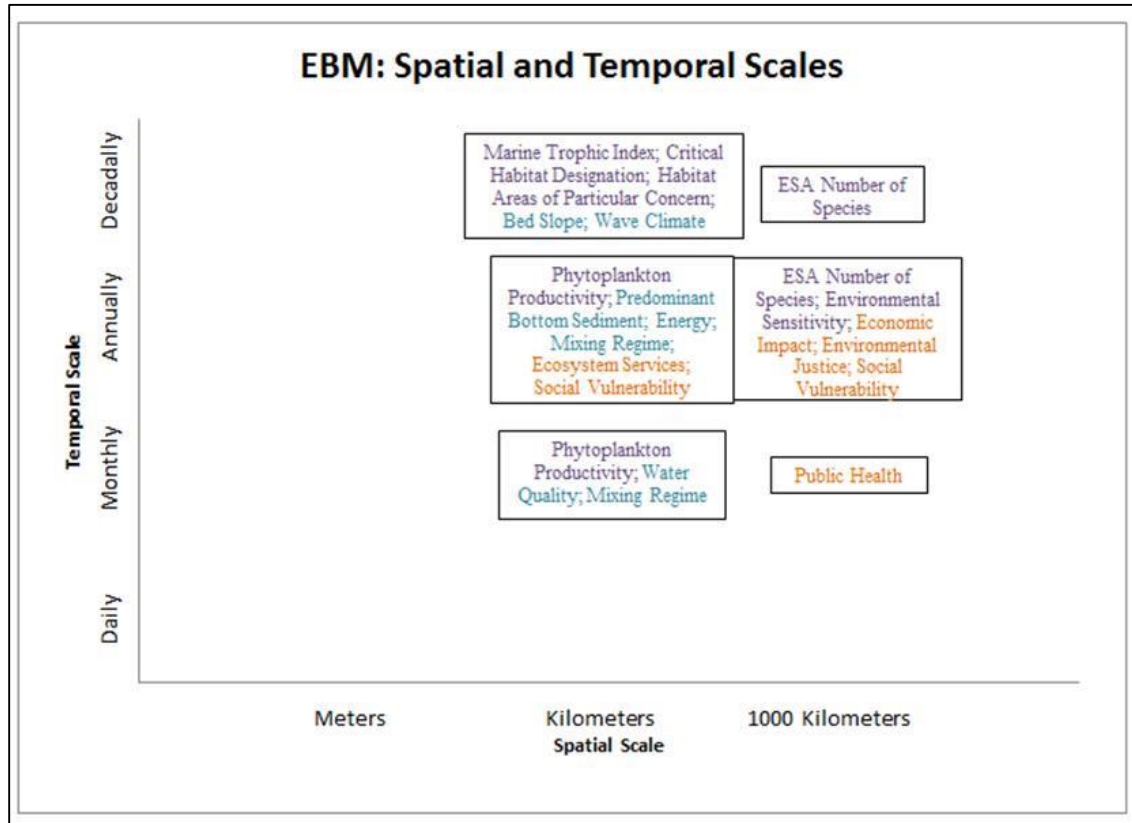 EBM: Spatial and Temporal Scales
Temporal Scale
Decadally
Marine Trophic Index; Critical
Habitat Designation; Habitat
Areas of Particular Concern;
Bed Slope; Wave Climate
ESA Number of
Species
Annually
Phytoplankton
Productivity; Predominant
Bottom Sediment; Energy;
Mixing Regime;
Ecosystem Services;
Social Vulnerability
ESA Number of
Species; Environmental
Sensitivity; Economic
Impact; Environmental
Justice; Social
Vulnerability
Monthly
Phytoplankton
Productivity; Water
Quality; Mixing Regime
Public Health
Daily
Meters
Kilometers
1000 Kilometers
Spatial Scale